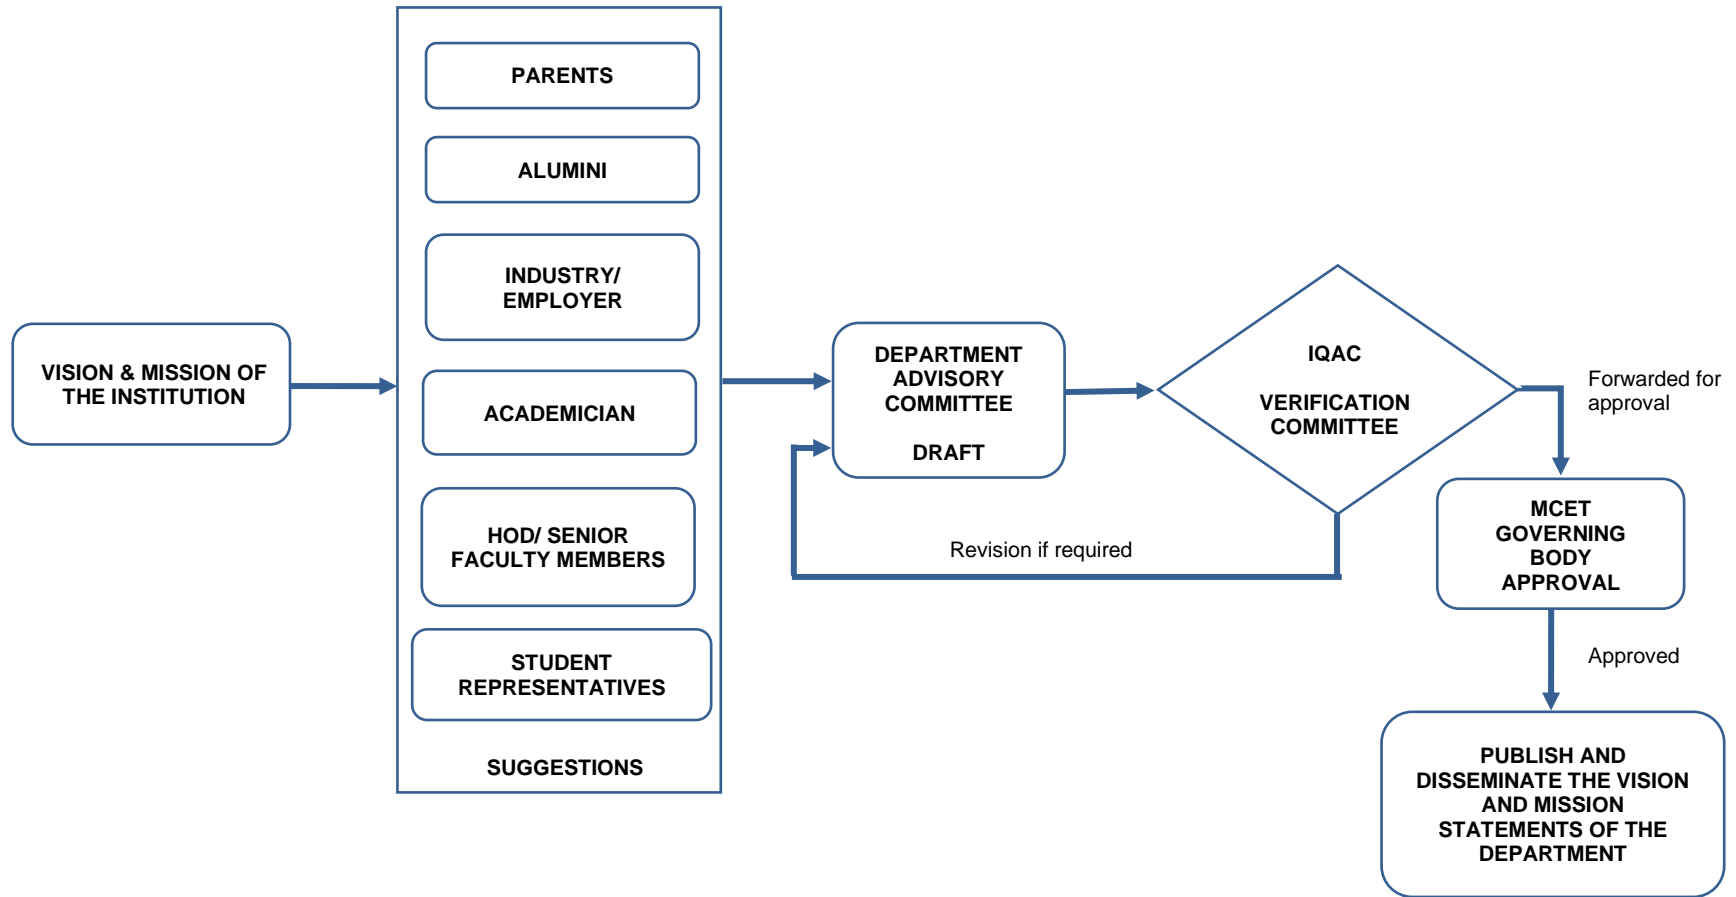 VISION & MISSION OF
THE INSTITUTION
PARENTS
ALUMINI
INDUSTRY/
EMPLOYER
ACADEMICIAN
HOD/ SENIOR
FACULTY MEMBERS
STUDENT
REPRESENTATIVES
SUGGESTIONS
DEPARTMENT
ADVISORY
COMMITTEE
DRAFT
IQAC
VERIFICATION
COMMITTEE
Revision if required
Forwarded for
approval
MCET
GOVERNING
BODY
APPROVAL
Approved
PUBLISH AND
DISSEMINATE THE VISION
AND MISSION
STATEMENTS OF THE
DEPARTMENT